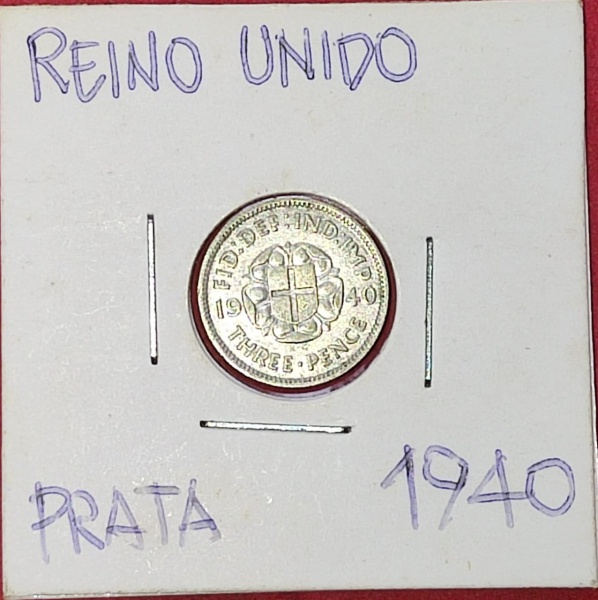 REINO UNIDO
FID:DEF:IND:IMP
19 40
THREE·PENCE
PRATA 1940